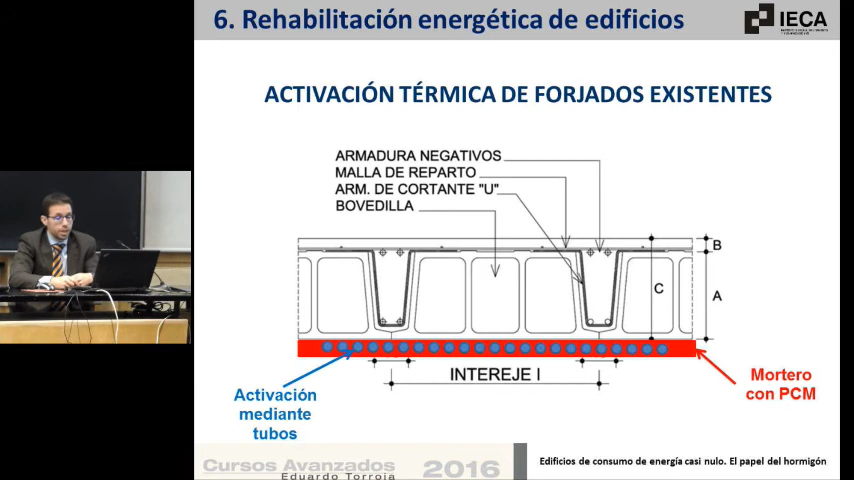 6. Rehabilitación energética de edificios
IECA
ACTIVACIÓN TÉRMICA DE FORJADOS EXISTENTES
ARMADURA NEGATIVOS
MALLA DE REPARTO
ARM. DE CORTANTE "U"
BOVEDILLA
B
C
A
INTEREJE I
Activación
mediante
tubos
Mortero
con PCM
Cursos Avanzados
Eduardo Torroja
2016
Edificios de consumo de energía casi nulo. El papel del hormigón